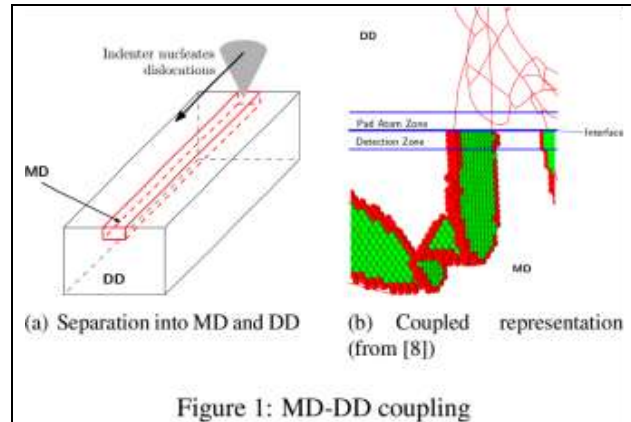 Indenter nucleates
dislocations
MD
DD
(a) Separation into MD and DD
DD
Pad Atom Zone
Interface
Detection Zone
MD
(b) Coupled representation
(from [8])
Figure 1: MD-DD coupling